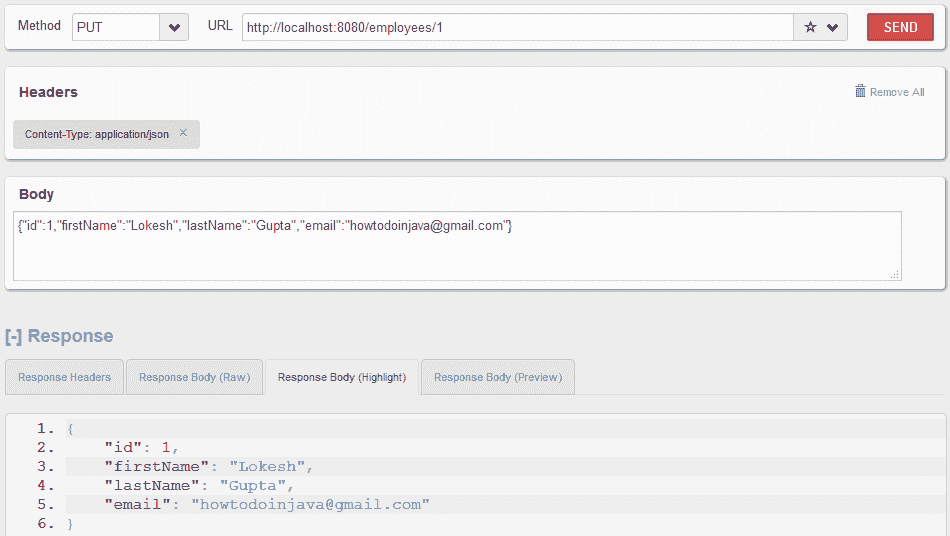 Method PUT URL http://localhost:8080/employees/1 SEND
Headers Remove All
Content-Type: application/json ×
Body
{"id":1,"firstName":"Lokesh","lastName":"Gupta","email":"howtodoinjava@gmail.com"}
[-] Response
Response Headers Response Body (Raw) Response Body (Highlight) Response Body (Preview)
1. {
2. "id": 1,
3. "firstName": "Lokesh",
4. "lastName": "Gupta",
5. "email": "howtodoinjava@gmail.com"
6. }